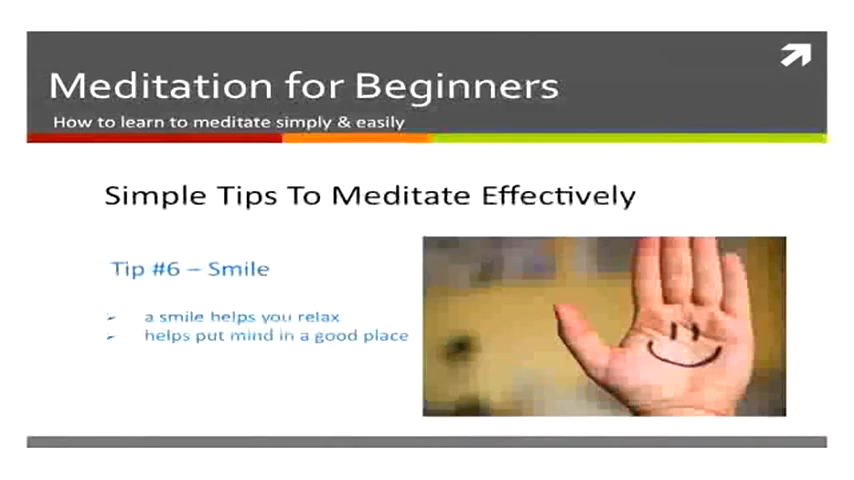 Meditation for Beginners
How to learn to meditate simply & easily
Simple Tips To Meditate Effectively
Tip #6 – Smile
a smile helps you relax
helps put mind in a good place